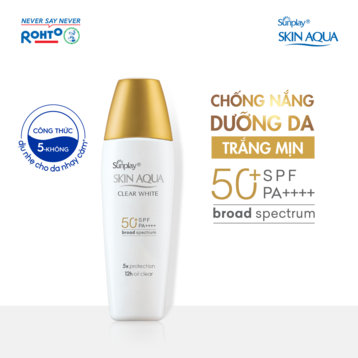 NEVER SAY NEVER
ROHTO
Sunplay®
SKIN AQUA
CÔNG THỨC
5-KHÔNG
dịu nhẹ cho da nhạy cảm
Sunplay®
SKIN AQUA
CLEAR WHITE
50+ SPF
PA++++
broad spectrum
5x protection
12h oil clear
CHỐNG NẮNG
DƯỠNG DA
TRẮNG MỊN
50+ SPF
PA++++
broad spectrum